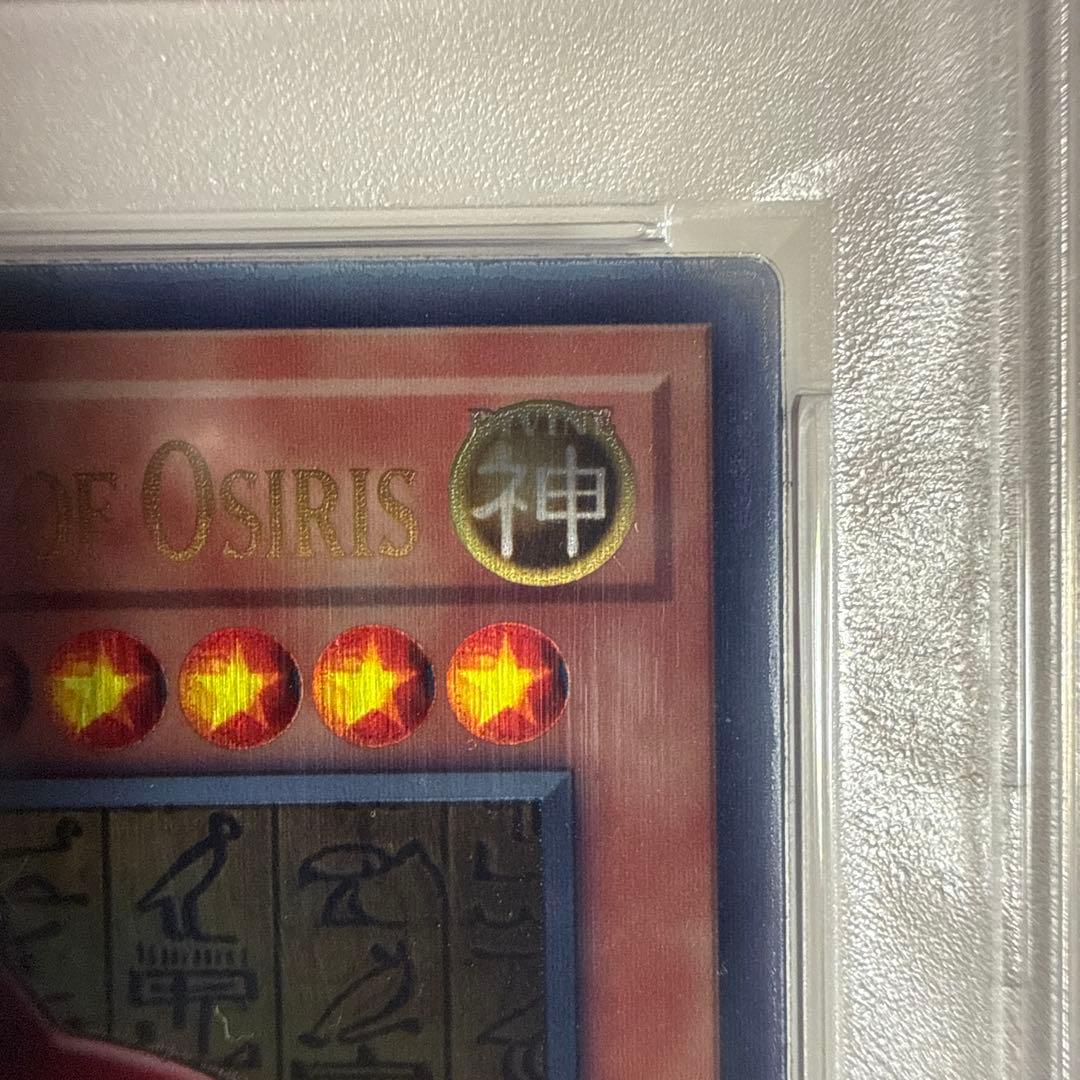 OF OSIRIS
DIVINE
神